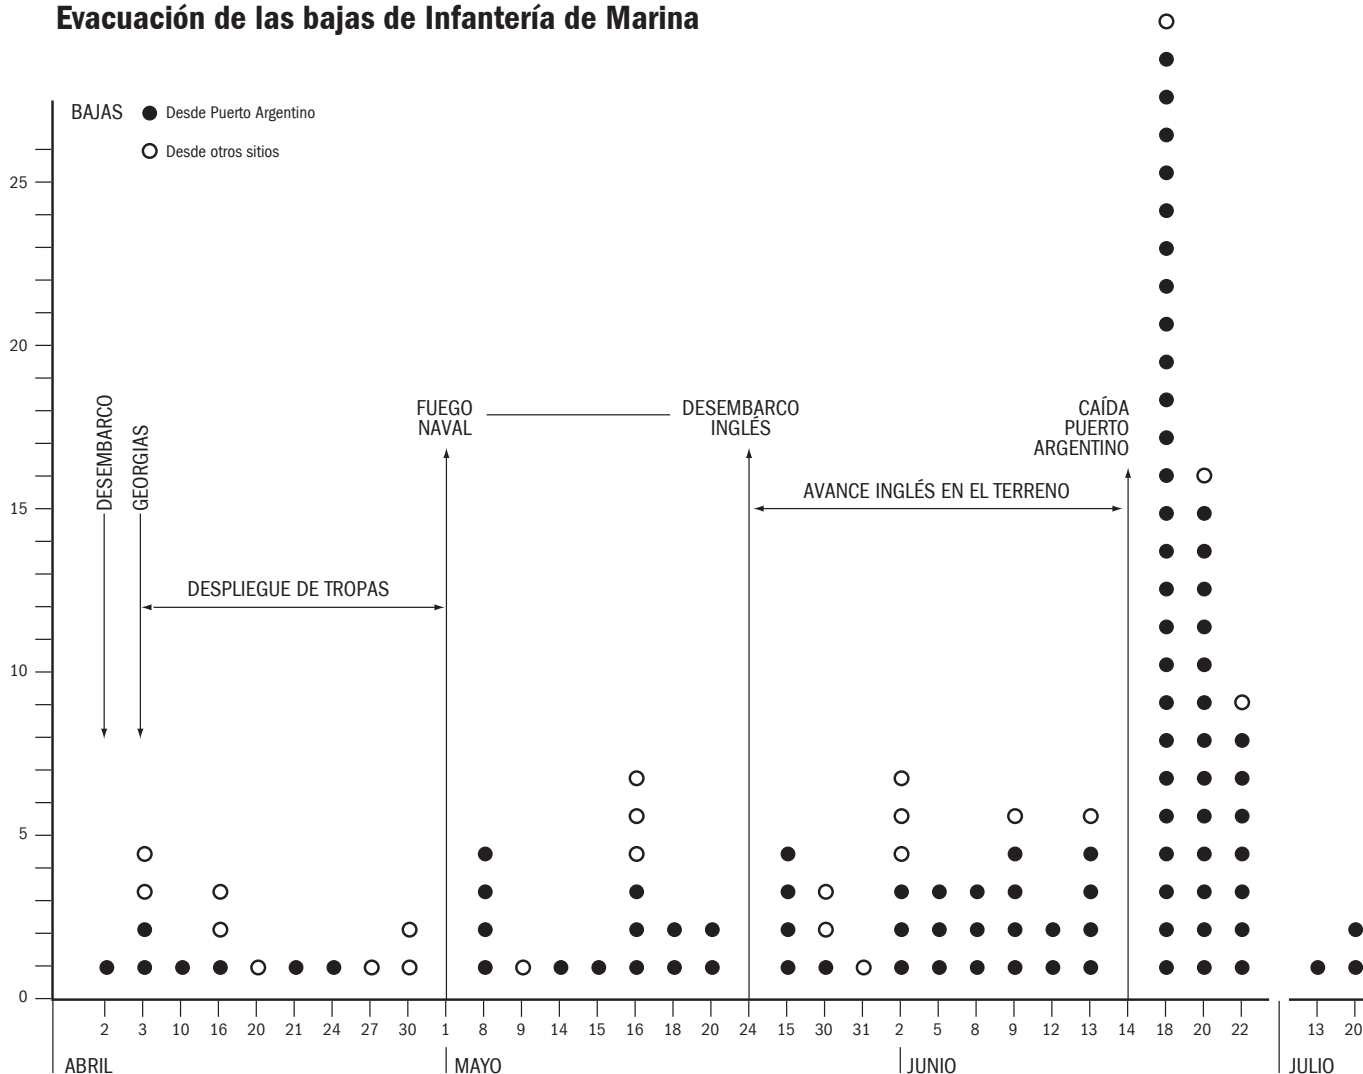 Evacuación de las bajas de Infantería de Marina
BAJAS
Desde Puerto Argentino
Desde otros sitios
25
20
15
10
5
0
DESEMBARCO
GEORGIAS
DESPLIEGUE DE TROPAS
FUEGO
NAVAL
DESEMBARCO
INGLÉS
AVANCE INGLÉS EN EL TERRENO
CAÍDA
PUERTO
ARGENTINO
2 3 10 16 20 21 24 27 30 1 8 9 14 15 16 18 20 24 15 30 31 2 5 8 9 12 13 14 18 20 22 13 20
ABRIL MAYO JUNIO JULIO